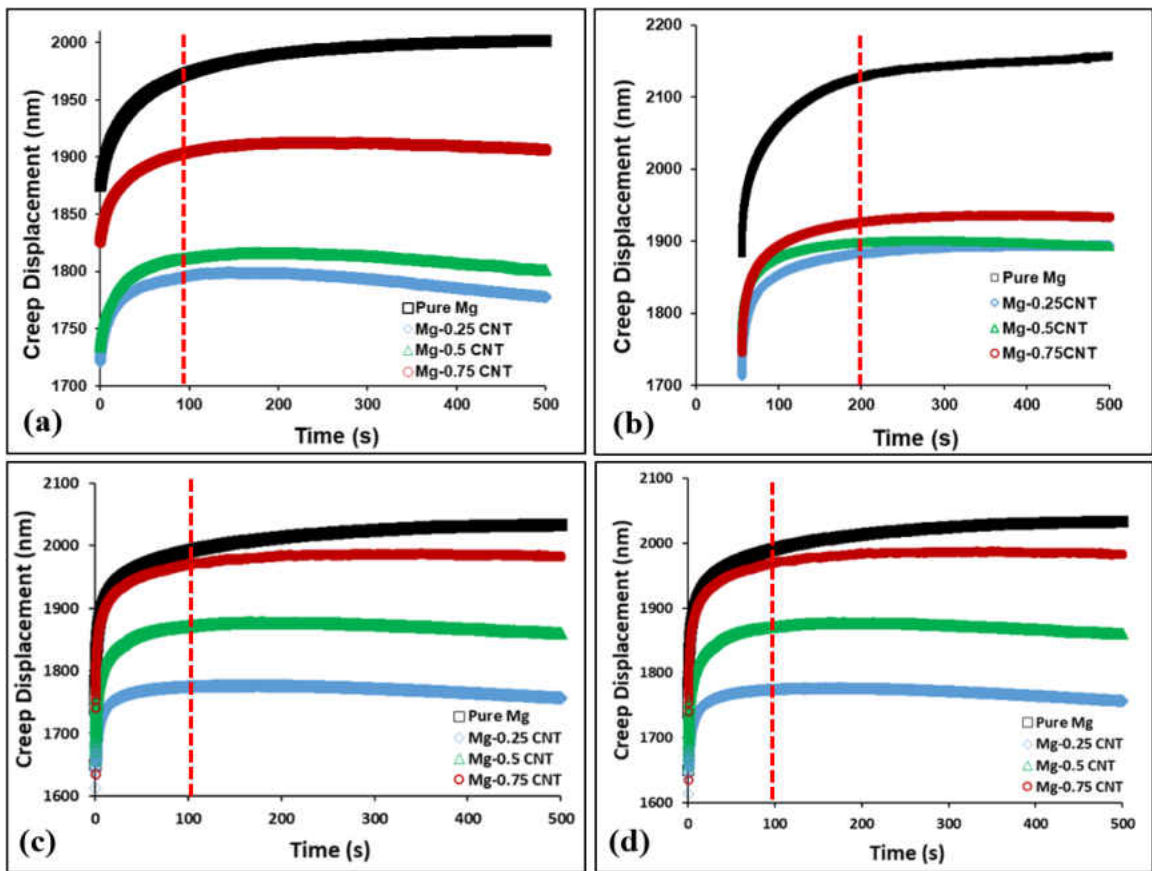 2000
1950
1900
1850
1800
1750
1700
Creep Displacement (nm)
Pure Mg
Mg-0.25 CNT
Mg-0.5 CNT
Mg-0.75 CNT
0 100 200 300 400 500
Time (s)
(a)
2200
2100
2000
1900
1800
1700
Creep Displacement (nm)
Pure Mg
Mg-0.25CNT
Mg-0.5CNT
Mg-0.75CNT
0 100 200 300 400 500
Time (s)
(b)
2100
2000
1900
1800
1700
1600
Creep Displacement (nm)
Pure Mg
Mg-0.25 CNT
Mg-0.5 CNT
Mg-0.75 CNT
0 100 200 300 400 500
Time (s)
(c)
2100
2000
1900
1800
1700
1600
Creep Displacement (nm)
Pure Mg
Mg-0.25 CNT
Mg-0.5 CNT
Mg-0.75 CNT
0 100 200 300 400 500
Time (s)
(d)